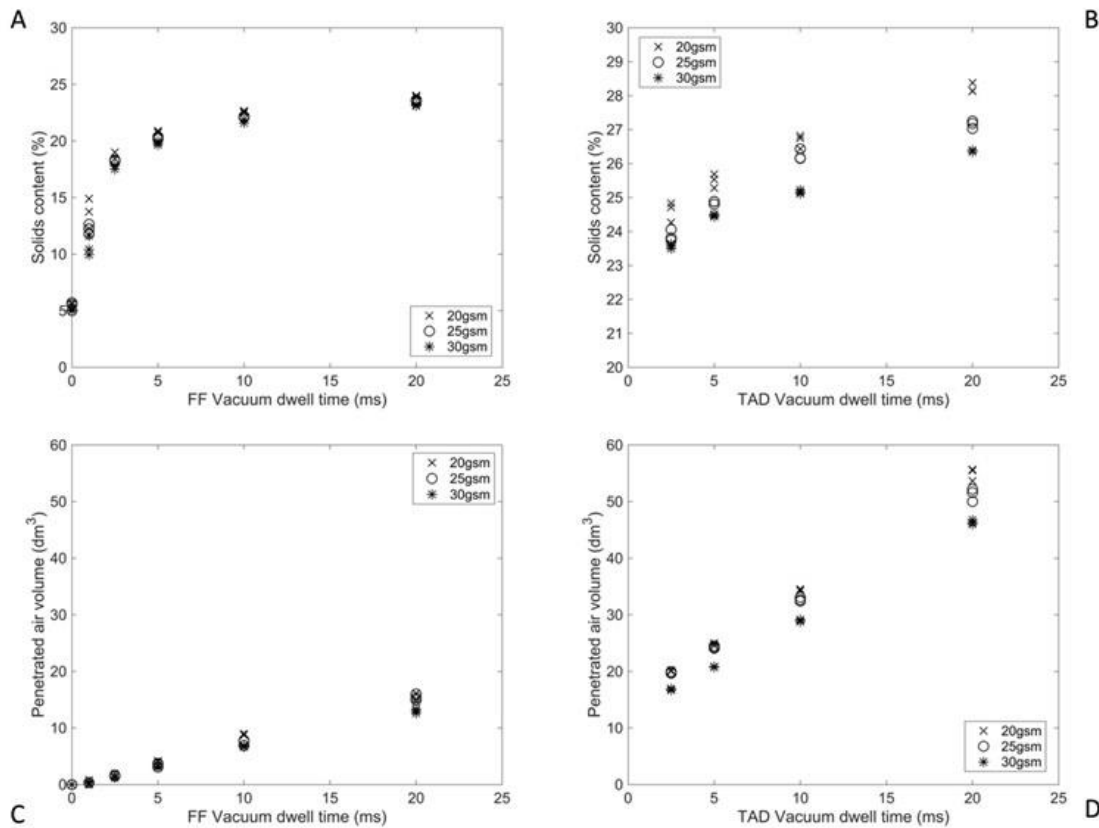 A
B
30
25
20
15
10
5
0
Solids content (%)
20gsm
25gsm
30gsm
0 5 10 15 20 25
FF Vacuum dwell time (ms)
30
29
28
27
26
25
24
23
22
21
20
Solids content (%)
20gsm
25gsm
30gsm
0 5 10 15 20 25
TAD Vacuum dwell time (ms)
60
50
40
30
20
10
0
Penetrated air volume (dm³)
20gsm
25gsm
30gsm
0 5 10 15 20 25
FF Vacuum dwell time (ms)
60
50
40
30
20
10
0
Penetrated air volume (dm³)
20gsm
25gsm
30gsm
0 5 10 15 20 25
TAD Vacuum dwell time (ms)
C
D